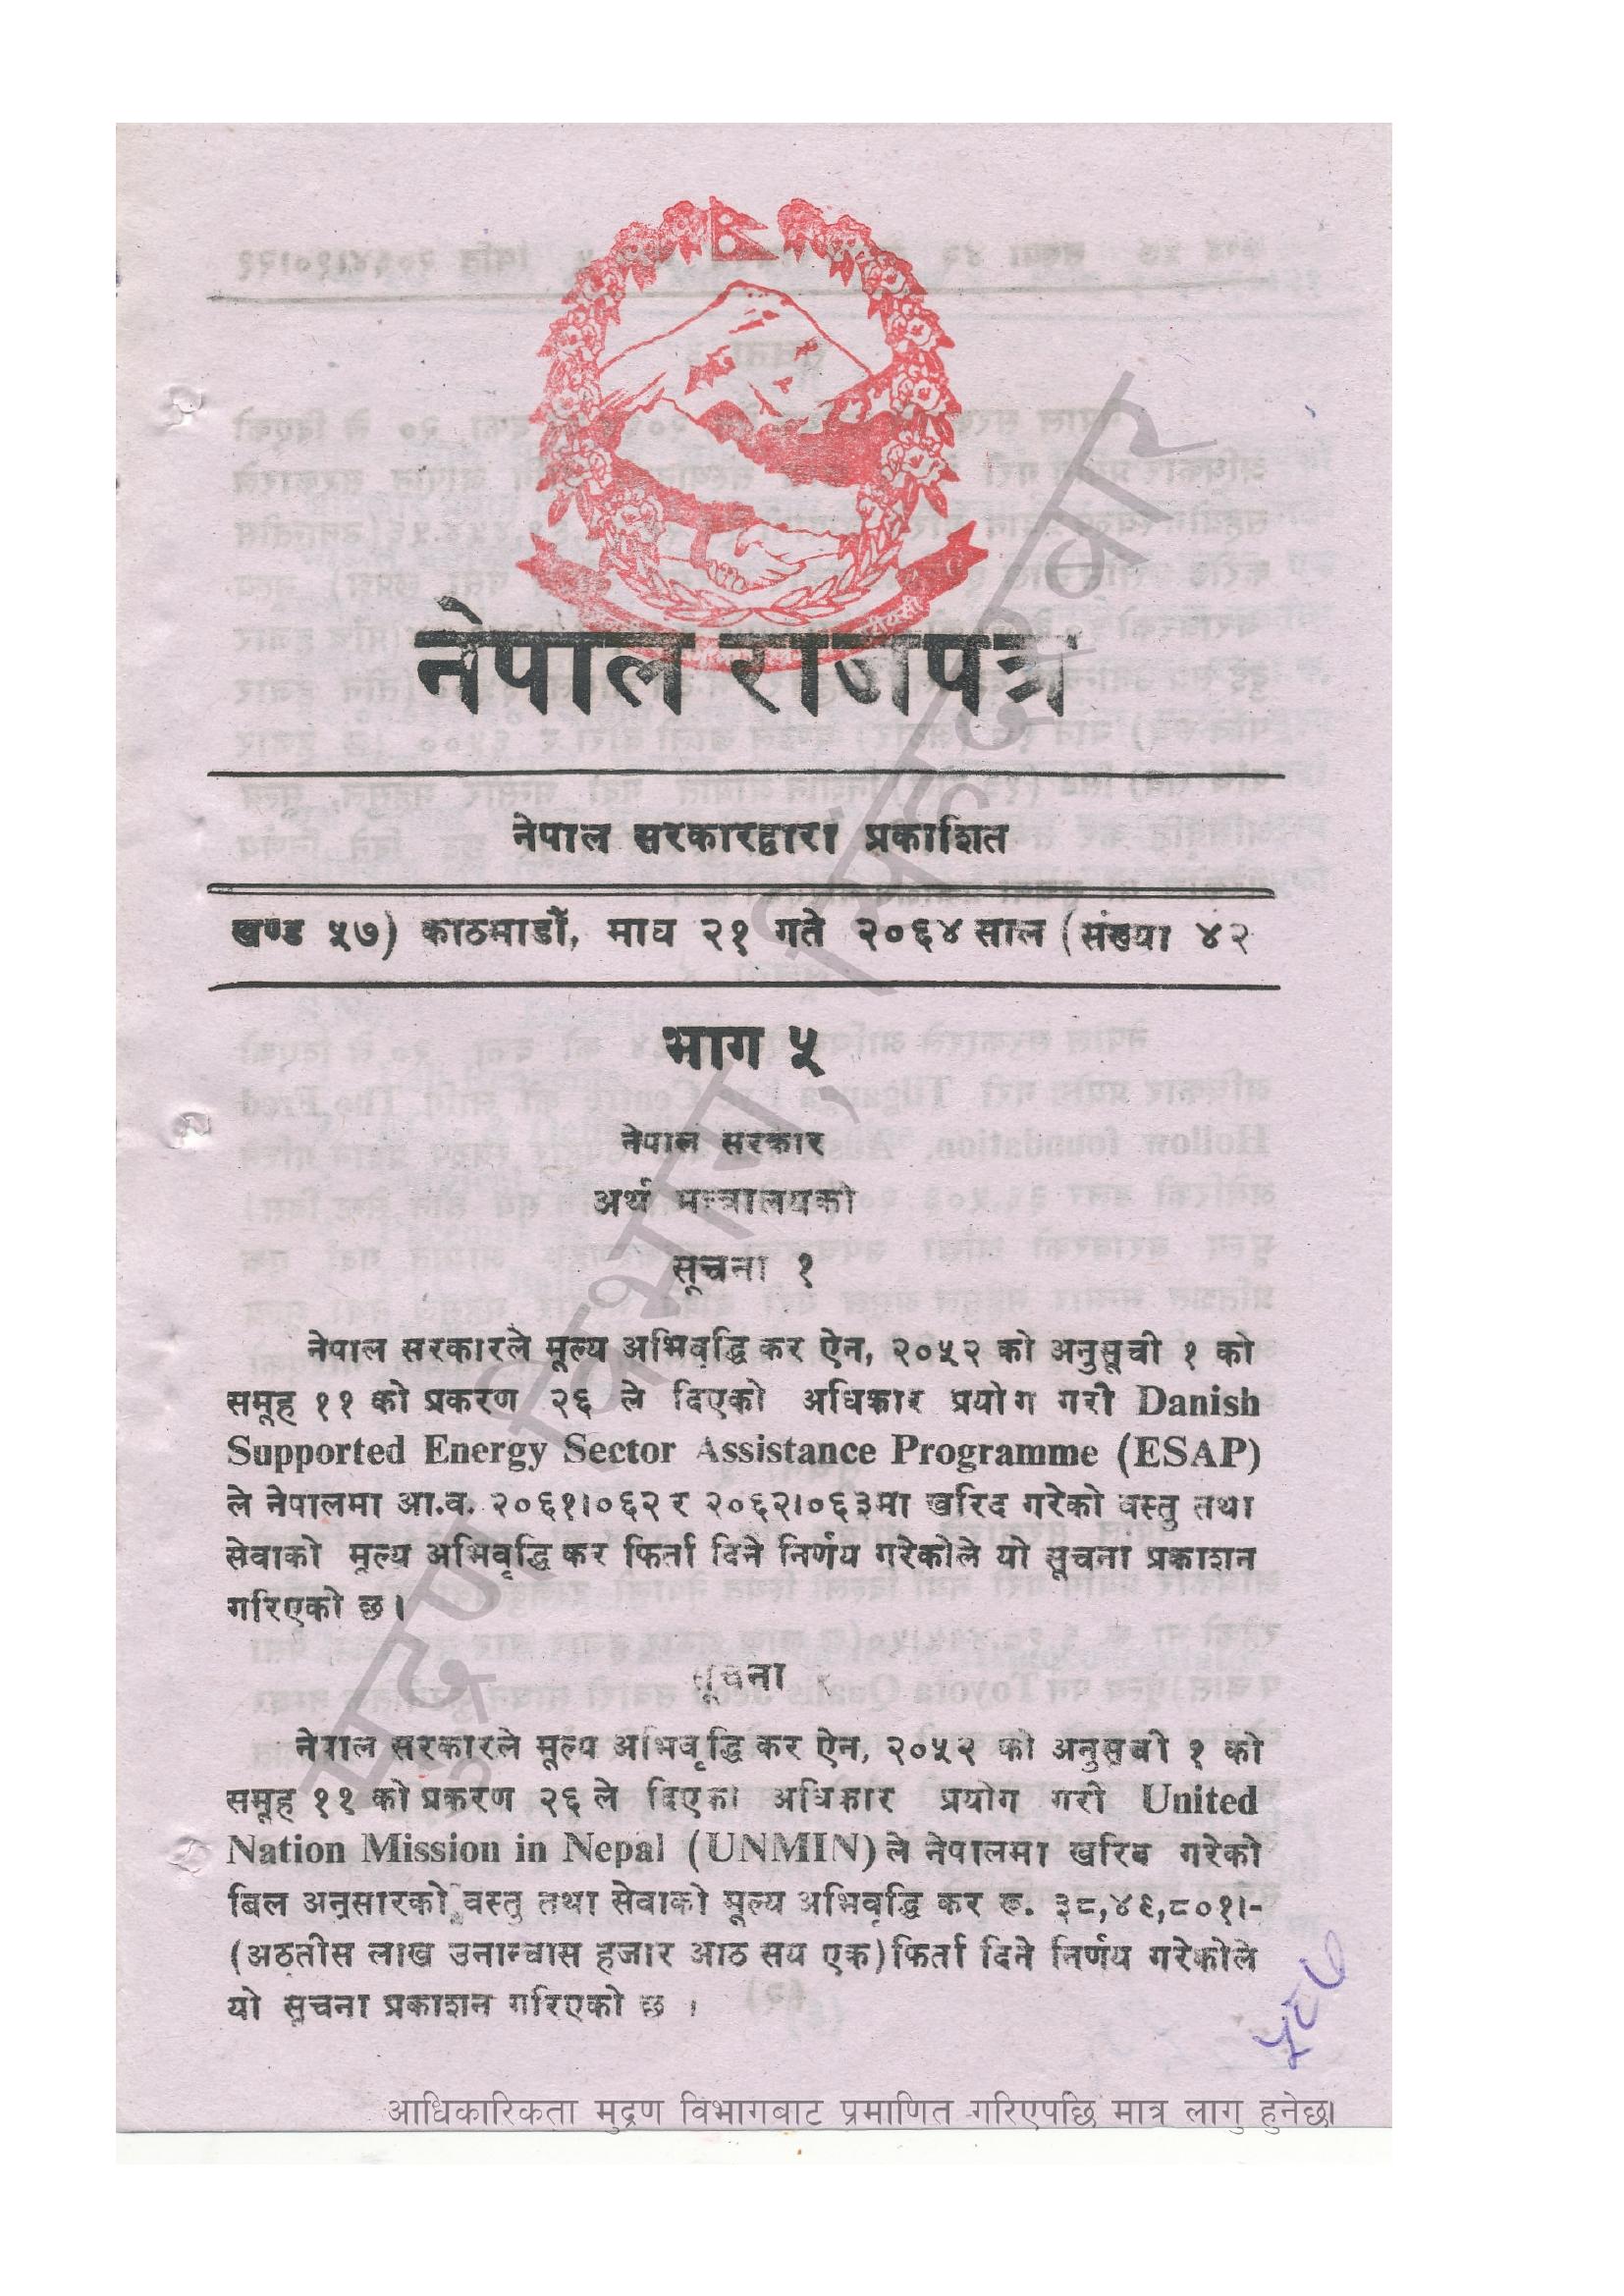 नेपाल राजपत्र
नेपाल सरकारद्वारा प्रकाशित
खण्ड ५७) काठमाडौं, माघ २१ गते २०६४ साल (संख्या ४२
भाग ५
नेपाल सरकार
अर्थ मन्त्रालयको
सूचना १
नेपाल सरकारले मूल्य अभिवृद्धि कर ऐन, २०५२ को अनुसूची १ को
समूह ११ को प्रकरण २६ ले दिएको अधिकार प्रयोग गरी Danish
Supported Energy Sector Assistance Programme (ESAP)
ले नेपालमा आ.व. २०६१।०६२ र २०६२।०६३मा खरिद गरेको वस्तु तथा
सेवाको मूल्य अभिवृद्धि कर फिर्ता दिने निर्णय गरेकोले यो सूचना प्रकाशन
गरिएको छ।
सूचना २
नेपाल सरकारले मूल्य अभिवृद्धि कर ऐन, २०५२ को अनुसूची १ को
समूह ११ को प्रकरण २६ ले दिएको अधिकार प्रयोग गरी United
Nation Mission in Nepal (UNMIN) ले नेपालमा खरिद गरेको
बिल अनुसारको वस्तु तथा सेवाको मूल्य अभिवृद्धि कर रू. ३८,४९,८०१।-
(अठतीस लाख उनान्चास हजार आठ सय एक) फिर्ता दिने निर्णय गरेकोले
यो सूचना प्रकाशन गरिएको छ ।
मुद्रण विभाग, सिंहदरबार
आधिकारिकता मुद्रण विभागबाट प्रमाणित गरिएपछि मात्र लागु हुनेछ।